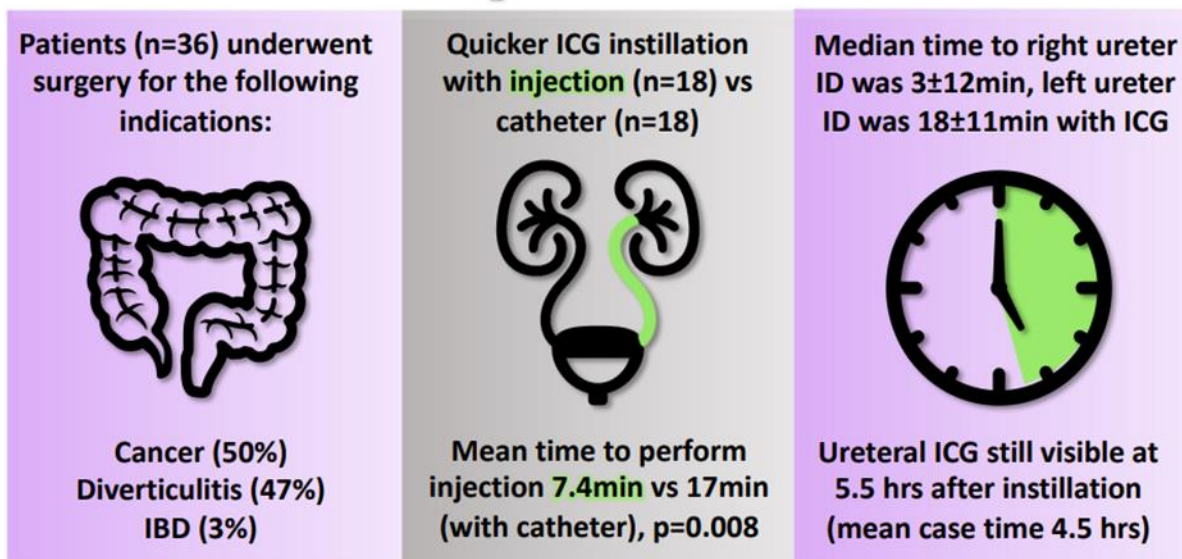 Patients (n=36) underwent
surgery for the following
indications:
Cancer (50%)
Diverticulitis (47%)
IBD (3%)
Quicker ICG instillation
with injection (n=18) vs
catheter (n=18)
Mean time to perform
injection 7.4min vs 17min
(with catheter), p=0.008
Median time to right ureter
ID was 3±12min, left ureter
ID was 18±11min with ICG
Ureteral ICG still visible at
5.5 hrs after instillation
(mean case time 4.5 hrs)